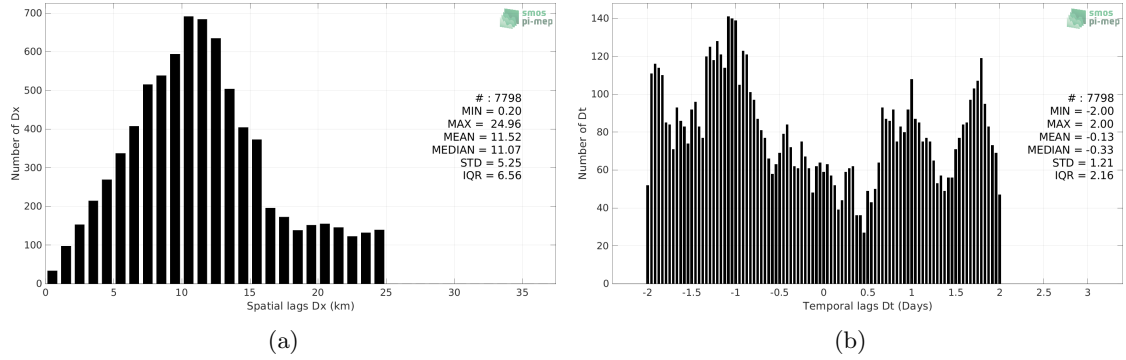 700
600
500
400
300
200
100
0
Number of Dx
0 5 10 15 20 25 30 35
Spatial lags Dx (km)
smos
pi-mep
# : 7798
MIN = 0.20
MAX = 24.96
MEAN = 11.52
MEDIAN = 11.07
STD = 5.25
IQR = 6.56
(a)
140
120
100
80
60
40
20
0
Number of Dt
-2 -1.5 -1 -0.5 0 0.5 1 1.5 2 2.5 3
Temporal lags Dt (Days)
smos
pi-mep
# : 7798
MIN = -2.00
MAX = 2.00
MEAN = -0.13
MEDIAN = -0.33
STD = 1.21
IQR = 2.16
(b)